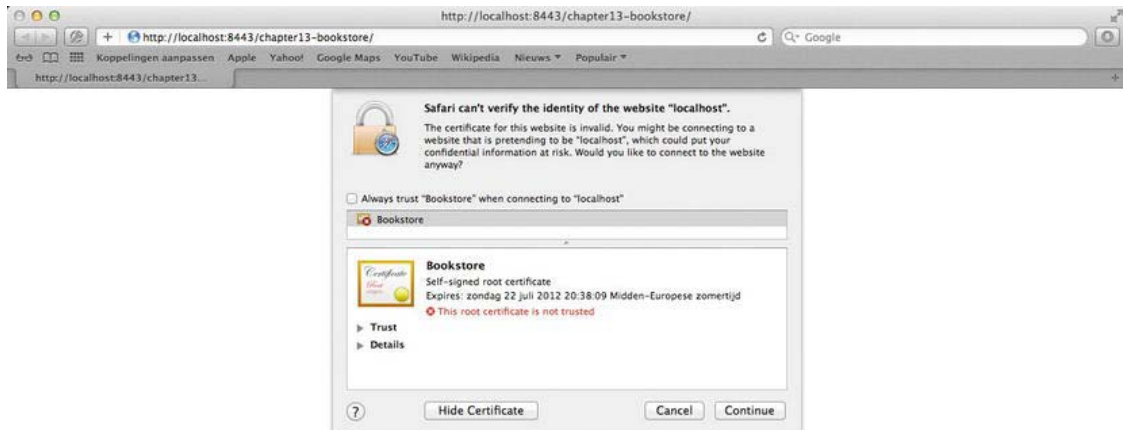 http://localhost:8443/chapter13-bookstore/
+ http://localhost:8443/chapter13-bookstore/ Google
Koppelingen aanpassen Apple Yahoo! Google Maps YouTube Wikipedia Nieuws Populair
http://localhost:8443/chapter13...
Safari can't verify the identity of the website "localhost".
The certificate for this website is invalid. You might be connecting to a
website that is pretending to be "localhost", which could put your
confidential information at risk. Would you like to connect to the website
anyway?
Always trust "Bookstore" when connecting to "localhost"
Bookstore
Certificate
Root
Bookstore
Self-signed root certificate
Expires: zondag 22 juli 2012 20:38:09 Midden-Europese zomertijd
This root certificate is not trusted
Trust
Details
? Hide Certificate Cancel Continue